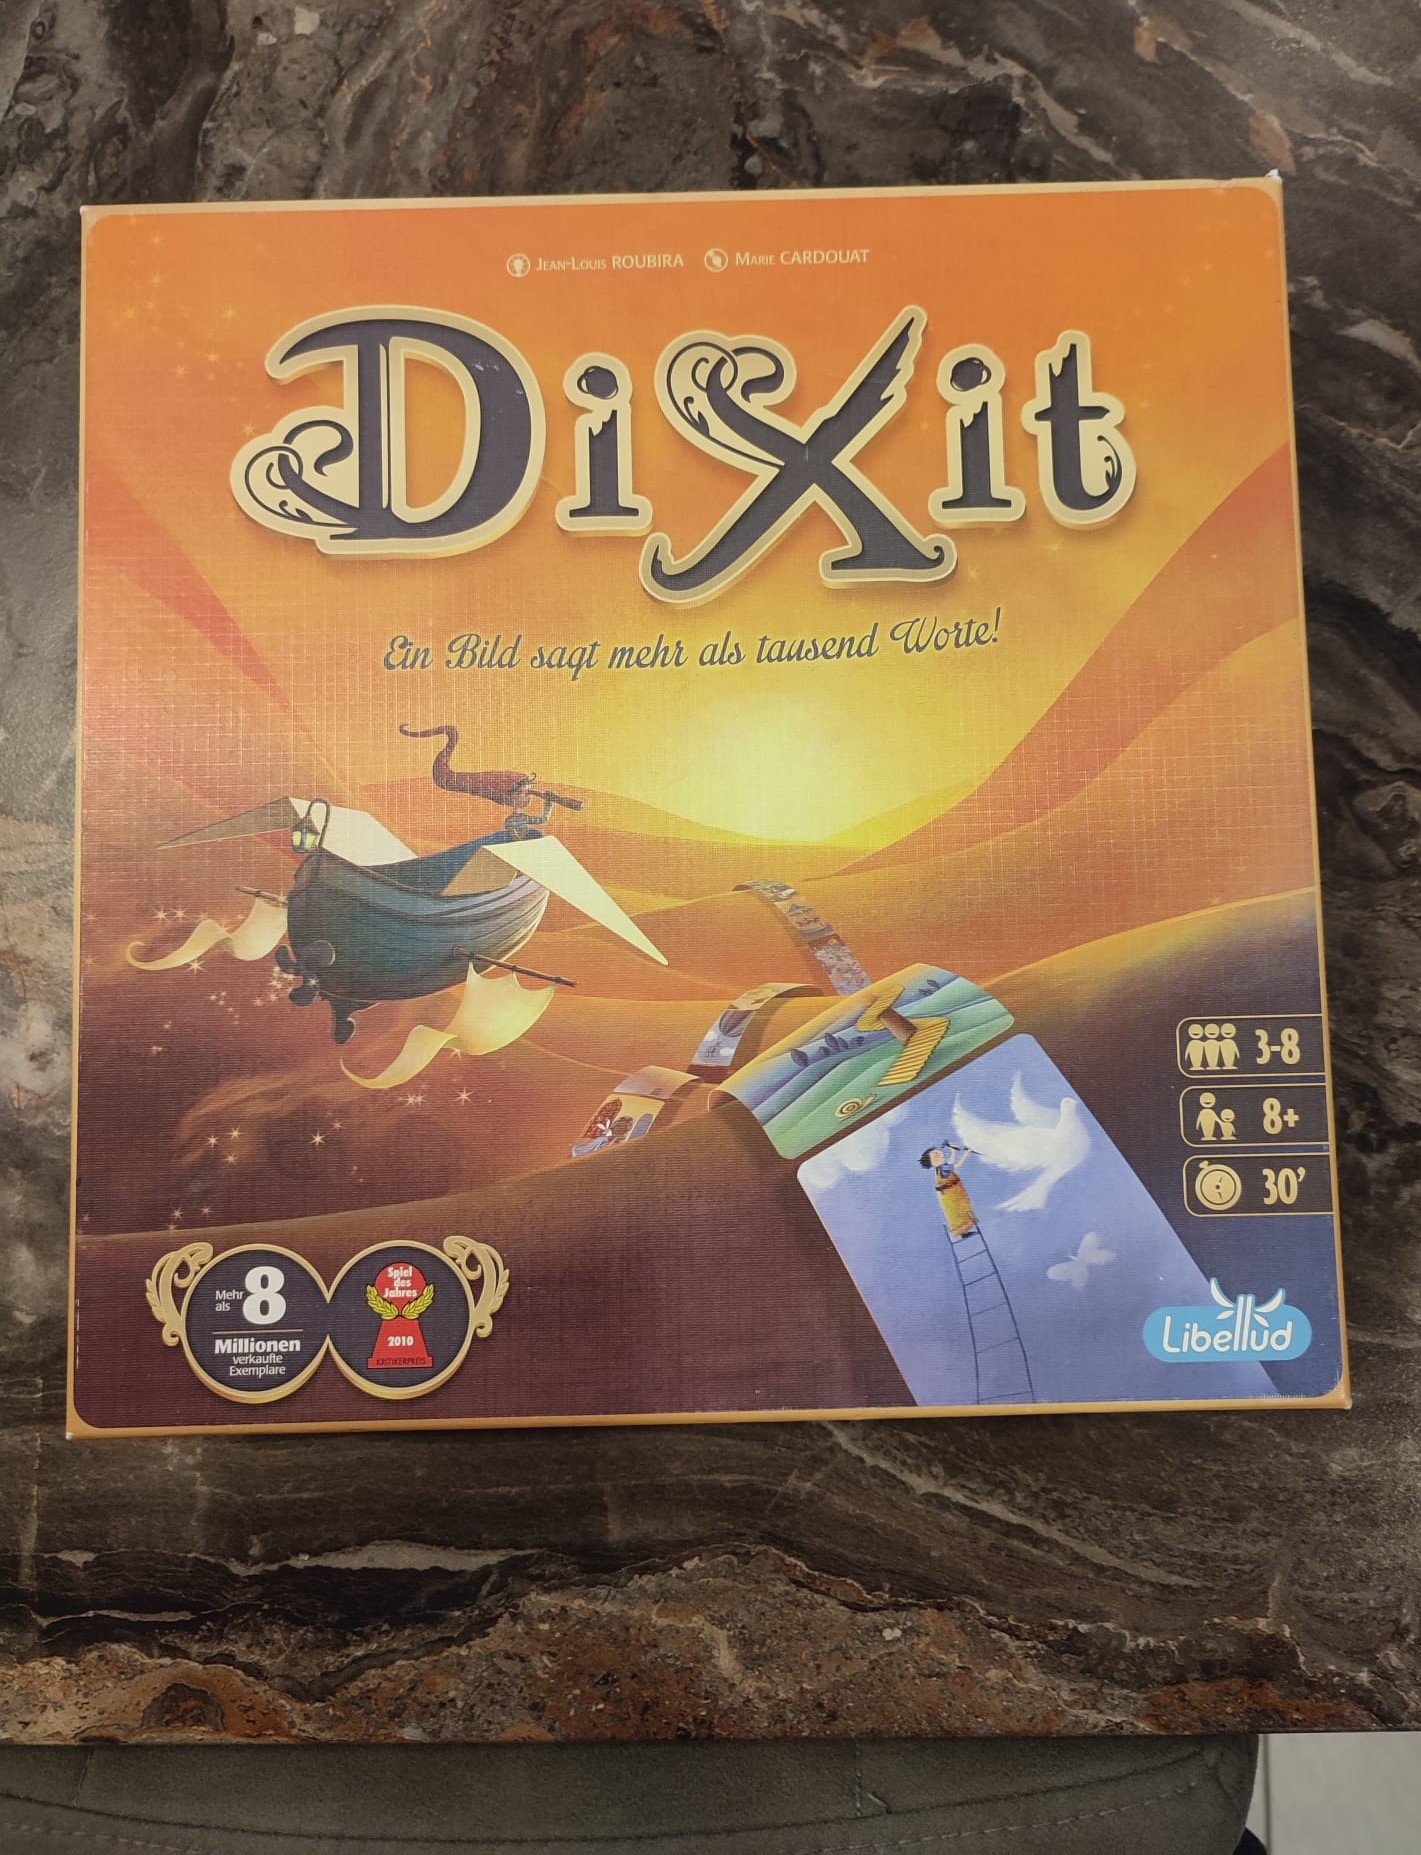 Jean-Louis ROUBIRA Marie CARDOUAT
DiXit
Ein Bild sagt mehr als tausend Worte!
3-8
8+
30’
Mehr als 8
Millionen
verkaufte
Exemplare
Spiel
des
Jahres
2010
KRITIKERPREIS
Libellud